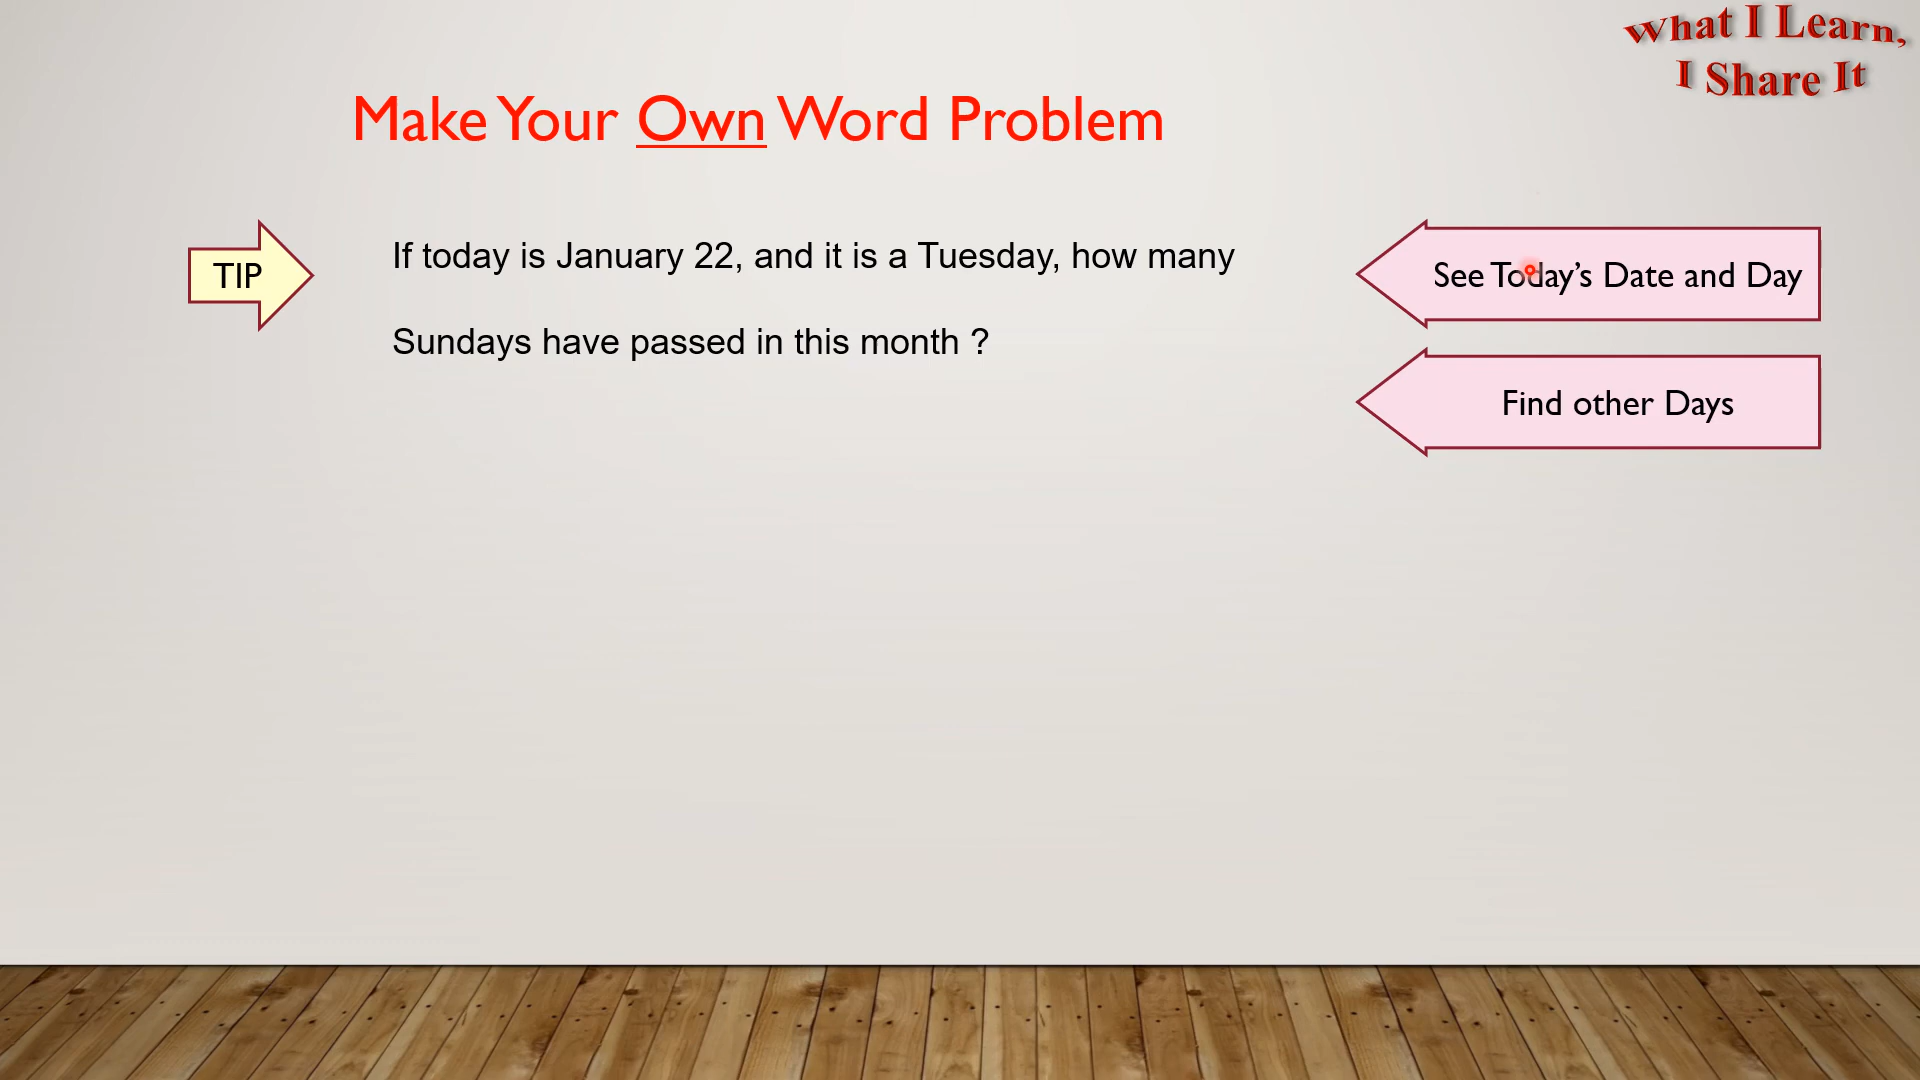 What I Learn,
I Share It
Make Your Own Word Problem
TIP
If today is January 22, and it is a Tuesday, how many
Sundays have passed in this month ?
See Today’s Date and Day
Find other Days